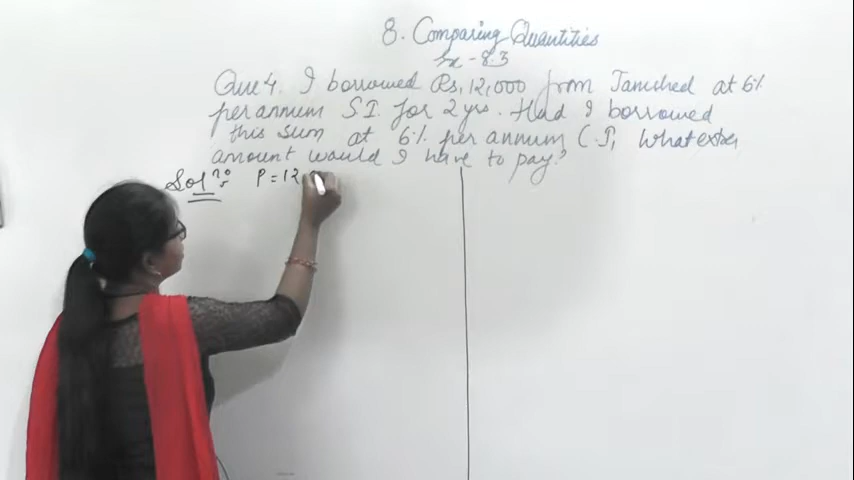 8. Comparing Quantities
Ex - 8.3
Que 4. I borrowed Rs, 12,000 from Jamshed at 6%
per annum S.I. for 2 yrs. Had I borrowed
this sum at 6% per annum C.I, What extra
amount would I have to pay?
Soln: P = 12